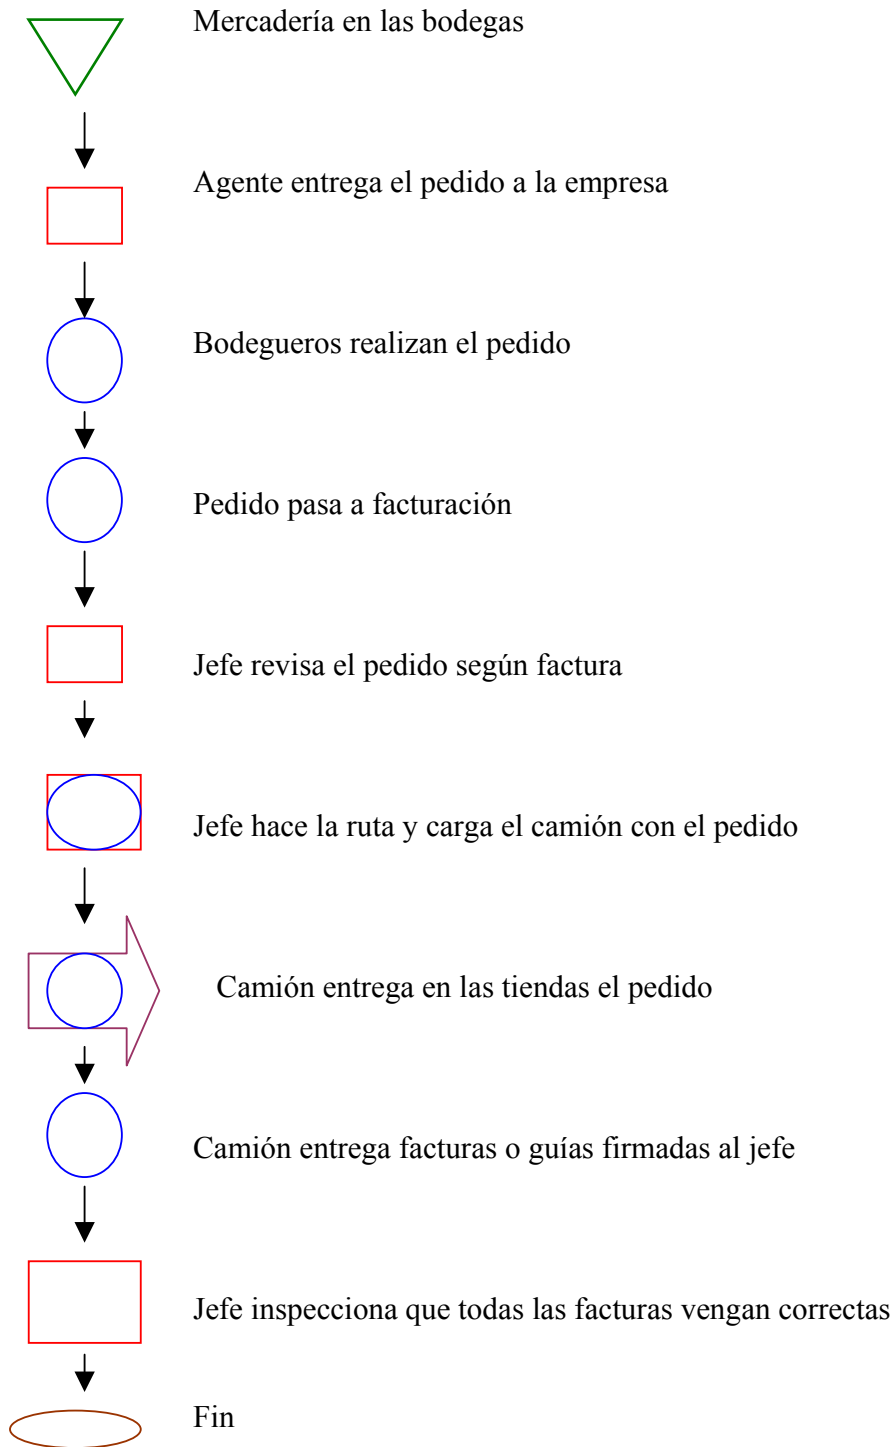 Mercadería en las bodegas
Agente entrega el pedido a la empresa
Bodegueros realizan el pedido
Pedido pasa a facturación
Jefe revisa el pedido según factura
Jefe hace la ruta y carga el camión con el pedido
Camión entrega en las tiendas el pedido
Camión entrega facturas o guías firmadas al jefe
Jefe inspecciona que todas las facturas vengan correctas
Fin